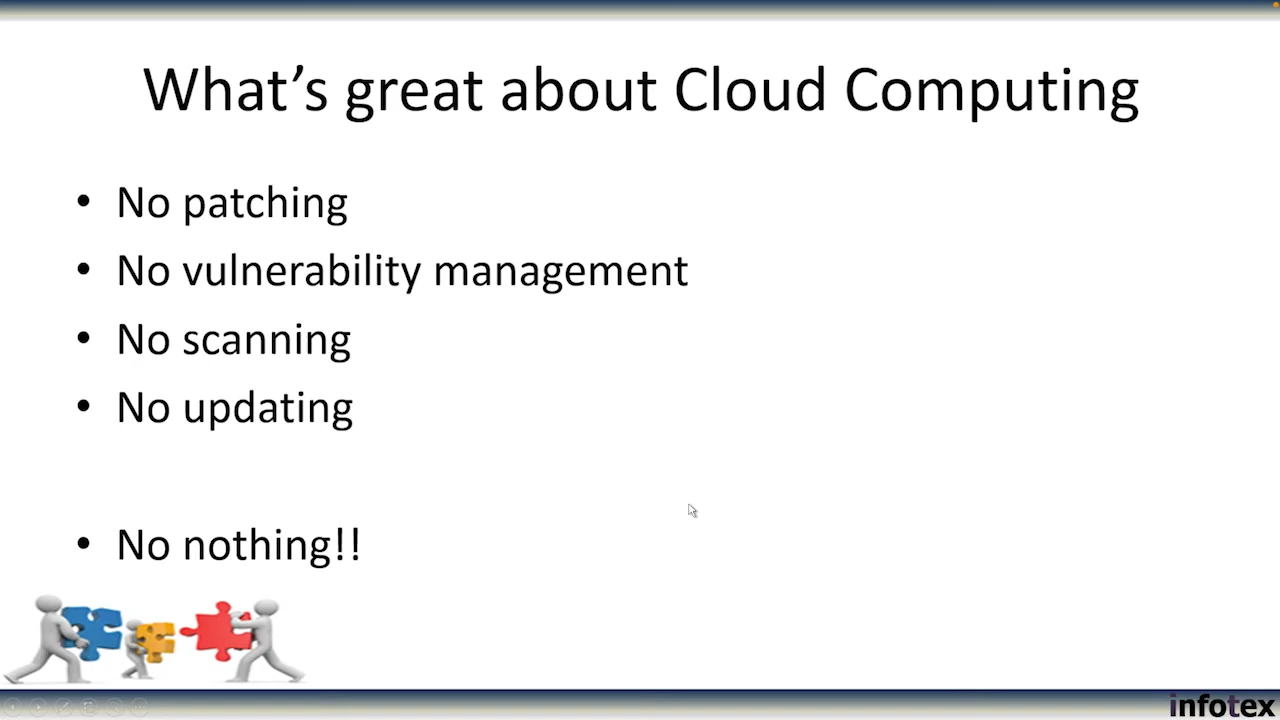 What’s great about Cloud Computing
• No patching
• No vulnerability management
• No scanning
• No updating
• No nothing!!
infotex